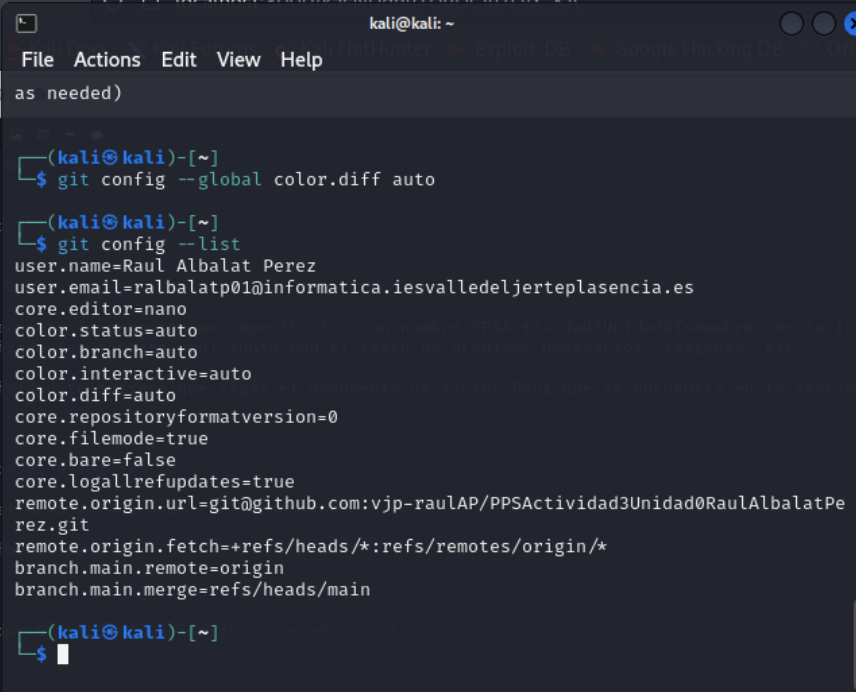 kali@kali: ~
File Actions Edit View Help
as needed)
┌──(kali㉿kali)-[~]
└─$ git config --global color.diff auto
┌──(kali㉿kali)-[~]
└─$ git config --list
user.name=Raul Albalat Perez
user.email=ralbalatp01@informatica.iesvalledeljerteplasencia.es
core.editor=nano
color.status=auto
color.branch=auto
color.interactive=auto
color.diff=auto
core.repositoryformatversion=0
core.filemode=true
core.bare=false
core.logallrefupdates=true
remote.origin.url=git@github.com:vjp-raulAP/PPSActividad3Unidad0RaulAlbalatPe
rez.git
remote.origin.fetch=+refs/heads/*:refs/remotes/origin/*
branch.main.remote=origin
branch.main.merge=refs/heads/main
┌──(kali㉿kali)-[~]
└─$